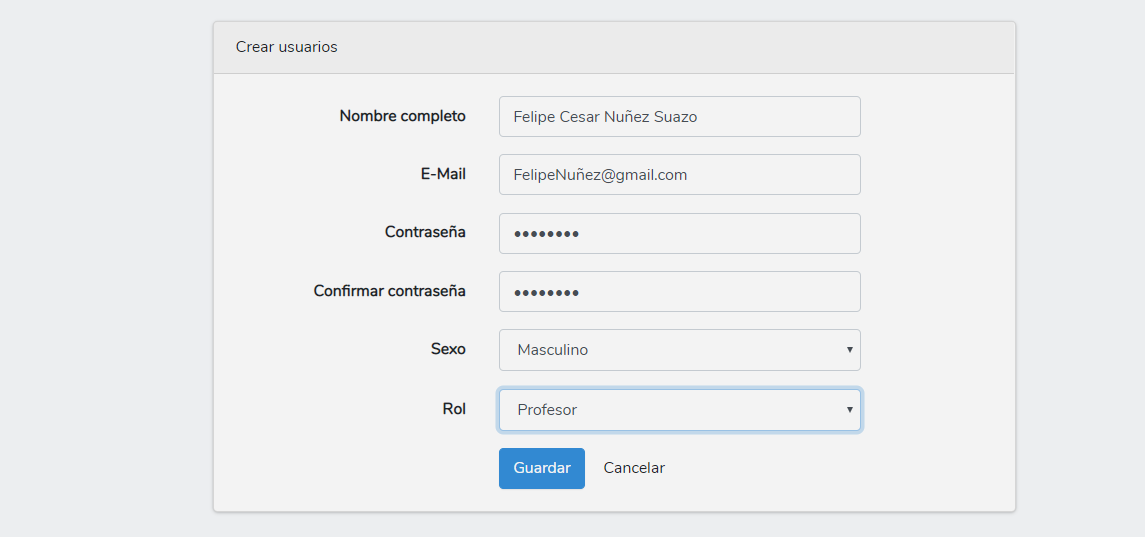 Crear usuarios
Nombre completo Felipe Cesar Nuñez Suazo
E-Mail FelipeNuñez@gmail.com
Contraseña ••••••••
Confirmar contraseña ••••••••
Sexo Masculino
Rol Profesor
Guardar Cancelar